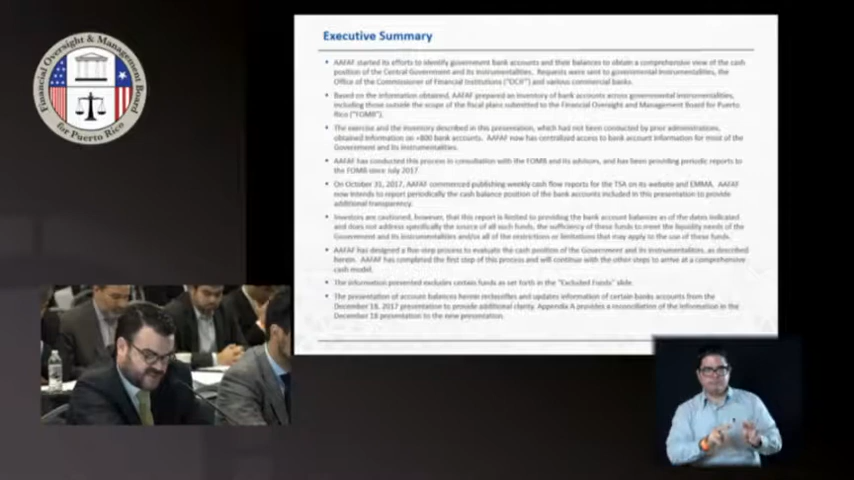 Financial Oversight & Management Board
for Puerto Rico
Executive Summary
AAFAF started its efforts to identify government bank accounts and their balances to obtain a comprehensive view of the cash
position of the Central Government and its instrumentalities. Requests were sent to governmental instrumentalities, the
Office of the Commissioner of Financial Institutions ("OCIF") and various commercial banks.
Based on the information obtained, AAFAF prepared an inventory of bank accounts across governmental instrumentalities,
including those outside the scope of the fiscal plans submitted to the Financial Oversight and Management Board for Puerto
Rico ("FOMB").
The exercise and the inventory described in this presentation, which had not been conducted by prior administrations,
obtained information on +800 bank accounts. AAFAF now has centralized access to bank account information for most of the
Government and its instrumentalities.
AAFAF has conducted this process in consultation with the FOMB and its advisors, and has been providing periodic reports to
the FOMB since July 2017.
On October 31, 2017, AAFAF commenced publishing weekly cash flow reports for the TSA on its website and EMMA. AAFAF
now intends to report periodically the cash balance position of the bank accounts included in this presentation to provide
additional transparency.
Investors are cautioned, however, that this report is limited to providing the bank account balances as of the dates indicated
and does not address specifically the source of all such funds, the sufficiency of these funds to meet the liquidity needs of the
Government and its instrumentalities and/or all of the restrictions or limitations that may apply to the use of these funds.
AAFAF has designed a five-step process to evaluate the cash position of the Government and its instrumentalities, as described
herein. AAFAF has completed the first step of this process and will continue with the other steps to arrive at a comprehensive
cash model.
The information presented excludes certain funds as set forth in the "Excluded Funds" slide.
The presentation of account balances herein reclassifies and updates information of certain banks accounts from the
December 18, 2017 presentation to provide additional clarity. Appendix A provides a reconciliation of the information in the
December 18 presentation to the new presentation.